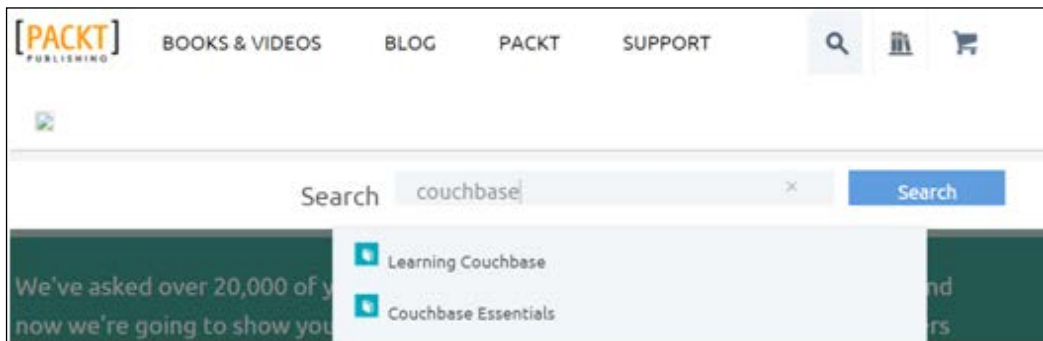 [PACKT]
PUBLISHING
BOOKS & VIDEOS
BLOG
PACKT
SUPPORT
Search
couchbase
×
Search
Learning Couchbase
Couchbase Essentials
We've asked over 20,000 of y
nd
now we're going to show you
rs